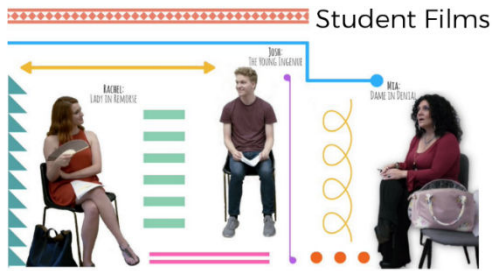 Student Films
Josh:
The Young Ingenue
Rachel:
Lady in Remorse
Mia:
Dame in Denial